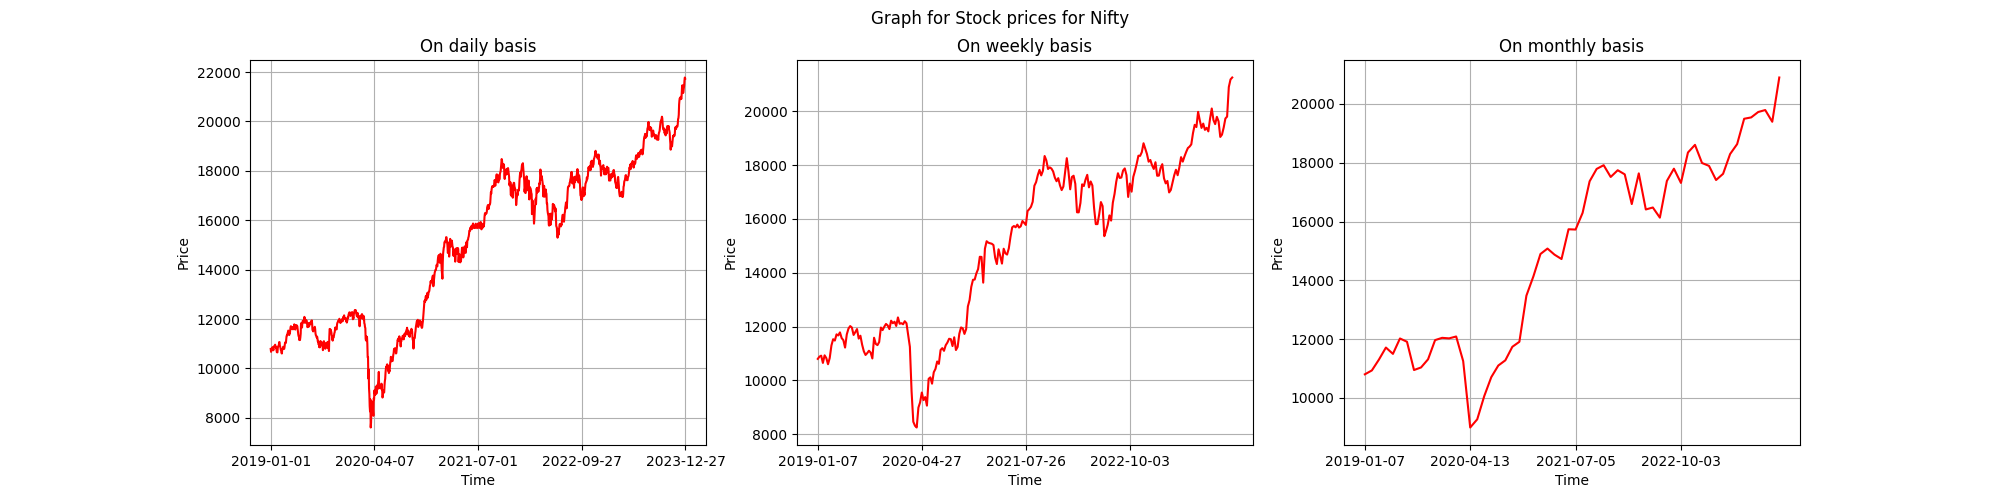 Graph for Stock prices for Nifty
On daily basis
22000
20000
18000
16000
14000
12000
10000
8000
Price
2019-01-01 2020-04-07 2021-07-01 2022-09-27 2023-12-27
Time
On weekly basis
20000
18000
16000
14000
12000
10000
8000
Price
2019-01-07 2020-04-27 2021-07-26 2022-10-03
Time
On monthly basis
20000
18000
16000
14000
12000
10000
Price
2019-01-07 2020-04-13 2021-07-05 2022-10-03
Time